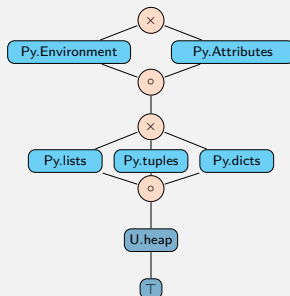 ×
Py.Environment Py.Attributes
∘
×
Py.lists Py.tuples Py.dicts
∘
U.heap
⊤